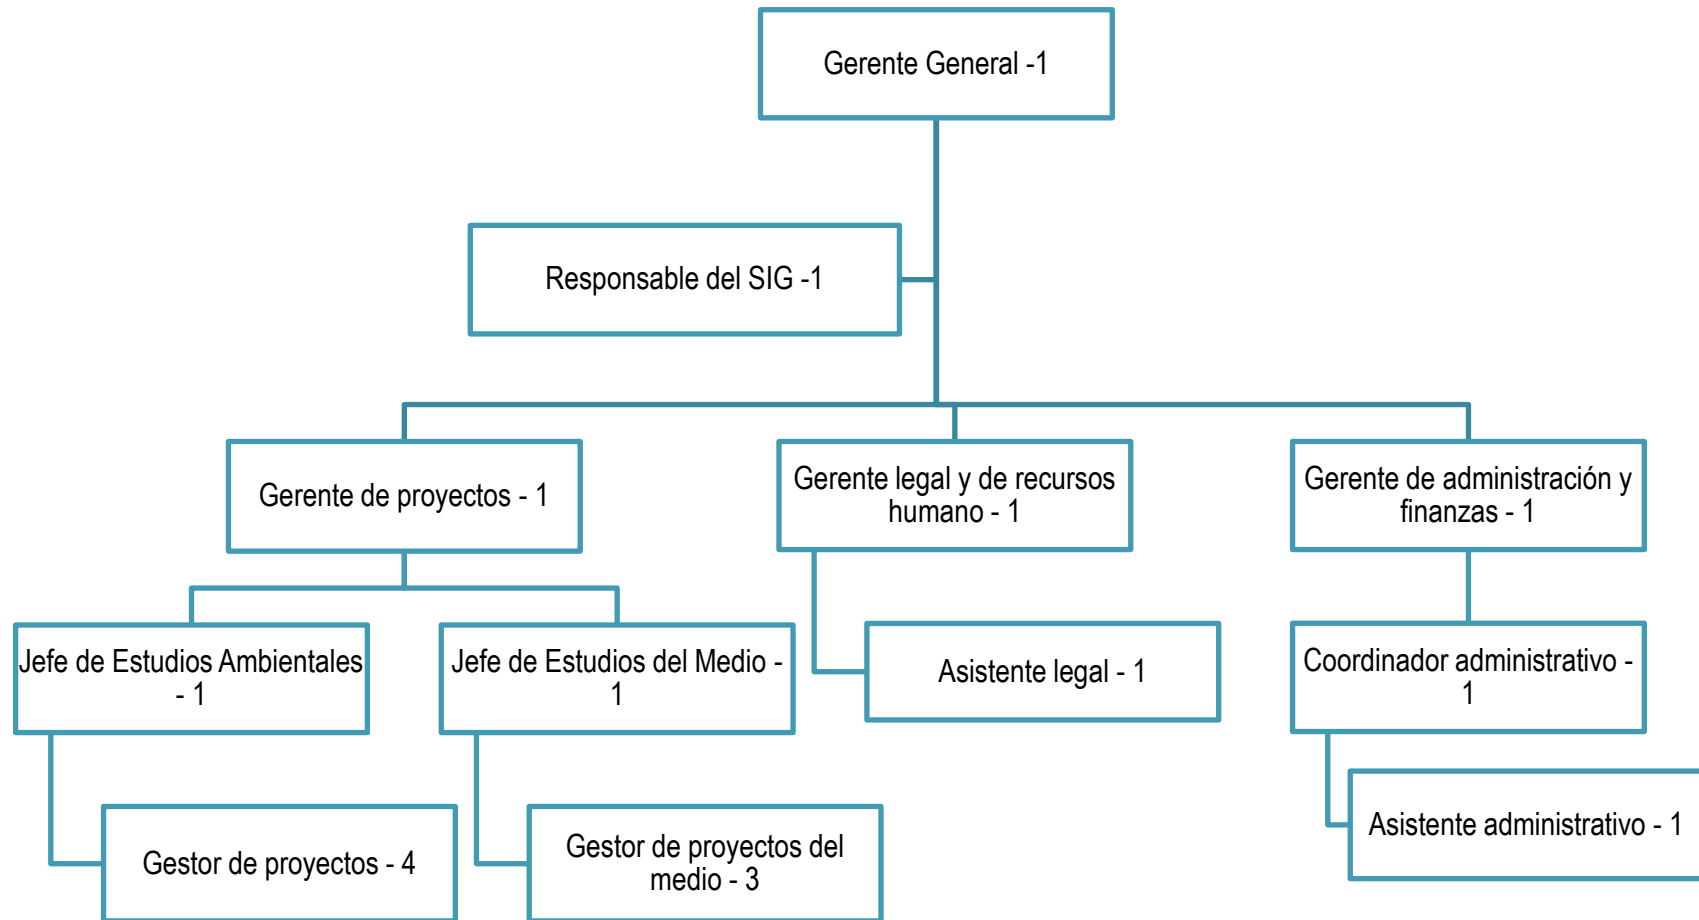 Gerente General -1
Responsable del SIG -1
Gerente de proyectos - 1
Gerente legal y de recursos
humano - 1
Gerente de administración y
finanzas - 1
Jefe de Estudios Ambientales
- 1
Jefe de Estudios del Medio -
1
Asistente legal - 1
Coordinador administrativo -
1
Gestor de proyectos - 4
Gestor de proyectos del
medio - 3
Asistente administrativo - 1